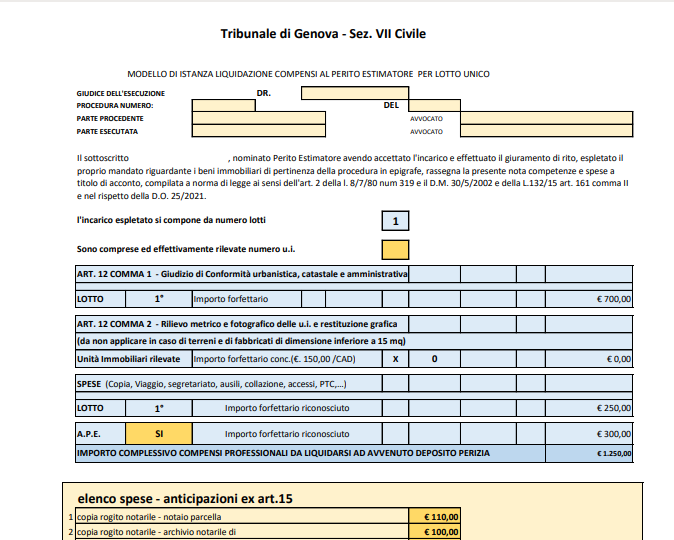 Tribunale di Genova - Sez. VII Civile
MODELLO DI ISTANZA LIQUIDAZIONE COMPENSI AL PERITO ESTIMATORE PER LOTTO UNICO
GIUDICE DELL'ESECUZIONE DR.
PROCEDURA NUMERO: DEL
PARTE PROCEDENTE AVVOCATO
PARTE ESECUTATA AVVOCATO
Il sottoscritto , nominato Perito Estimatore avendo accettato l'incarico e effettuato il giuramento di rito, espletato il
proprio mandato riguardante i beni immobiliari di pertinenza della procedura in epigrafe, rassegna la presente nota competenze e spese a
titolo di acconto, compilata a norma di legge ai sensi dell'art. 2 della l. 8/7/80 num 319 e il D.M. 30/5/2002 e della L.132/15 art. 161 comma II
e nel rispetto della D.O. 25/2021.
l'incarico espletato si compone da numero lotti 1
Sono comprese ed effettivamente rilevate numero u.i.
ART. 12 COMMA 1 - Giudizio di Conformità urbanistica, catastale e amministrativa
LOTTO 1° Importo forfettario € 700,00
ART. 12 COMMA 2 - Rilievo metrico e fotografico delle u.i. e restituzione grafica
(da non applicare in caso di terreni e di fabbricati di dimensione inferiore a 15 mq)
Unità Immobiliari rilevate Importo forfettario conc.(€. 150,00 /CAD) X 0 € 0,00
SPESE (Copia, Viaggio, segretariato, ausili, collazione, accessi, PTC,...)
LOTTO 1° Importo forfettario riconosciuto € 250,00
A.P.E. SI Importo forfettario riconosciuto € 300,00
IMPORTO COMPLESSIVO COMPENSI PROFESSIONALI DA LIQUIDARSI AD AVVENUTO DEPOSITO PERIZIA € 1.250,00
elenco spese - anticipazioni ex art.15
1 copia rogito notarile - notaio parcella € 110,00
2 copia rogito notarile - archivio notarile di € 100,00